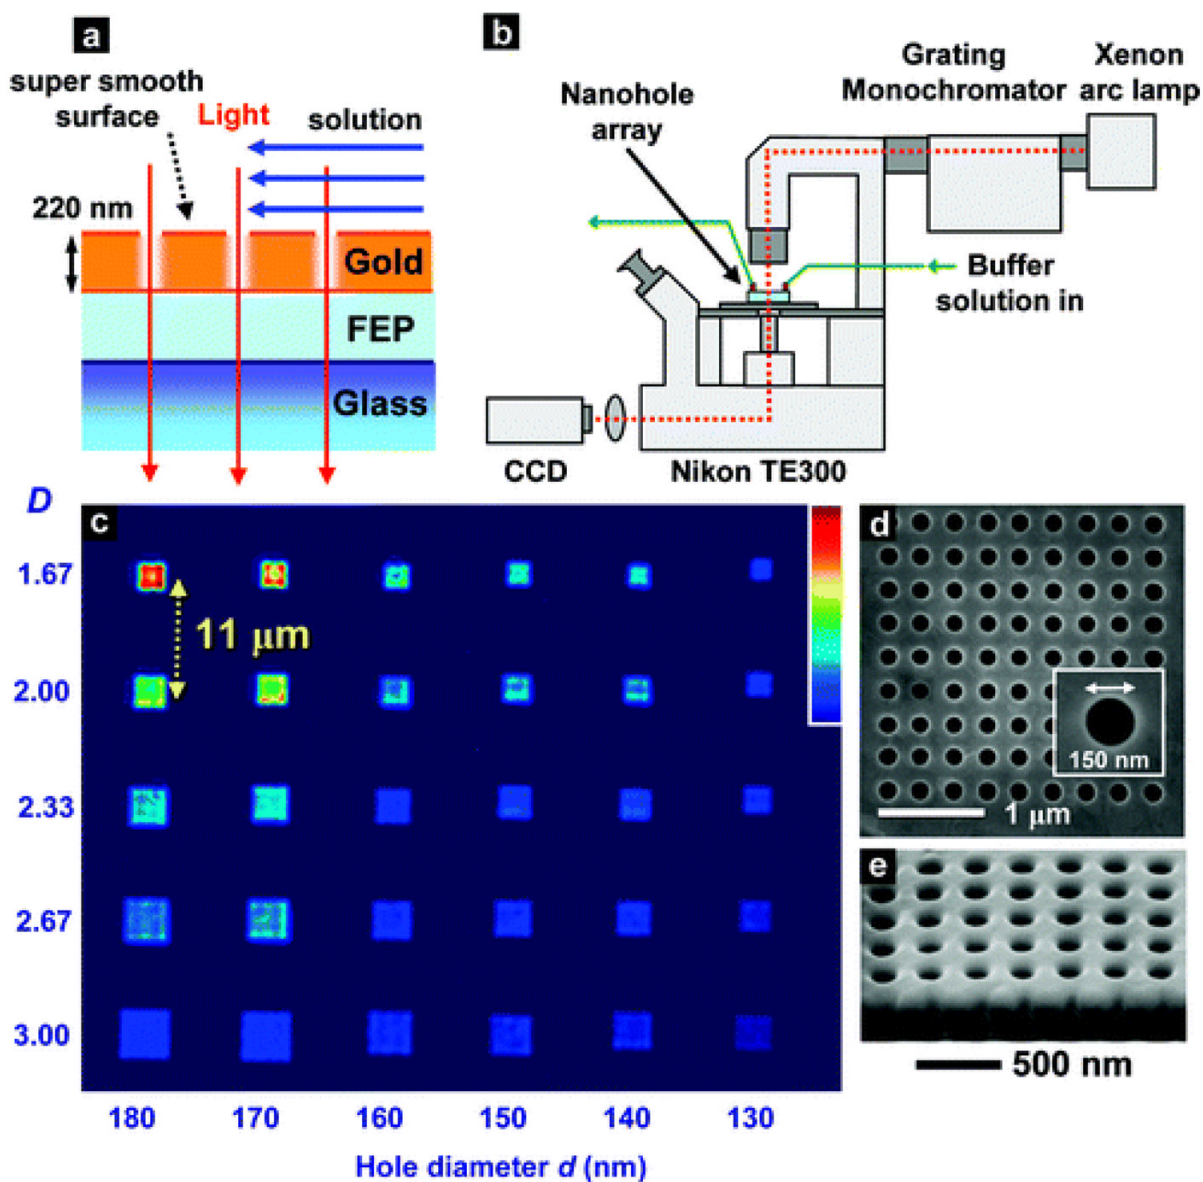 a
super smooth
surface
Light
solution
220 nm
Gold
FEP
Glass
b
Nanohole
array
Grating
Monochromator
Xenon
arc lamp
Buffer
solution in
CCD
Nikon TE300
D
c
1.67
11 μm
2.00
2.33
2.67
3.00
180 170 160 150 140 130
Hole diameter d (nm)
d
150 nm
1 μm
e
500 nm